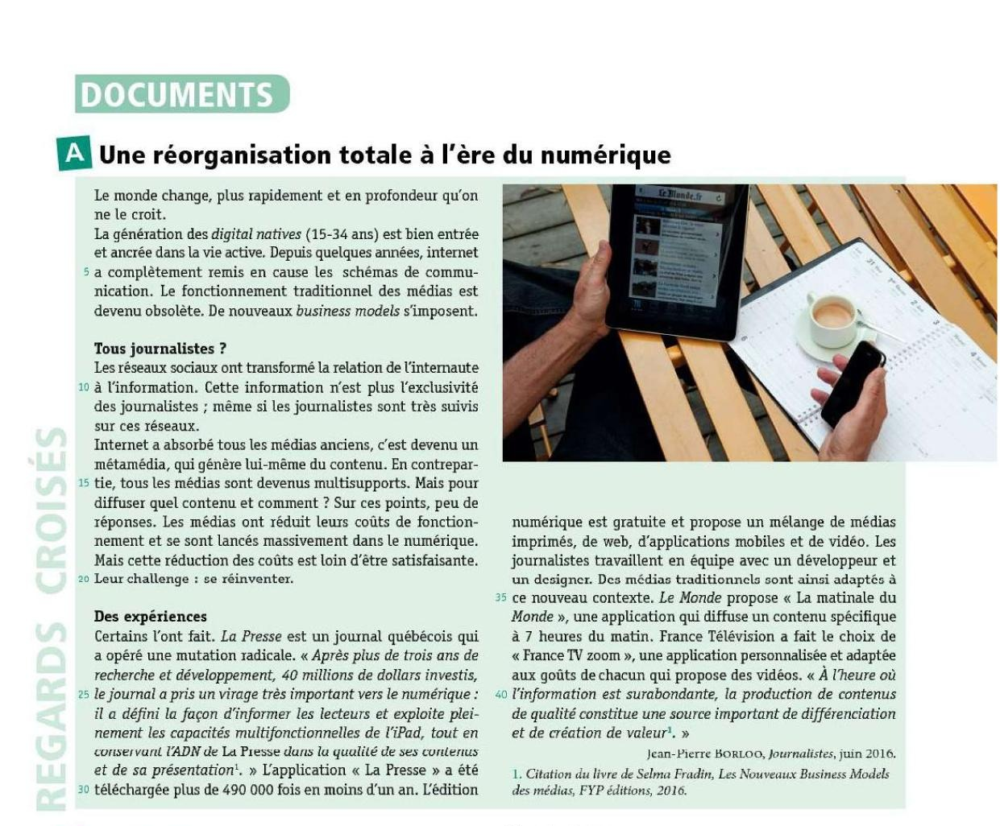 DOCUMENTS
A Une réorganisation totale à l'ère du numérique
Le monde change, plus rapidement et en profondeur qu'on
ne le croit.
La génération des digital natives (15-34 ans) est bien entrée
et ancrée dans la vie active. Depuis quelques années, internet
5 a complètement remis en cause les schémas de commu-
nication. Le fonctionnement traditionnel des médias est
devenu obsolète. De nouveaux business models s'imposent.
Tous journalistes ?
Les réseaux sociaux ont transformé la relation de l'internaute
10 à l'information. Cette information n'est plus l'exclusivité
des journalistes ; même si les journalistes sont très suivis
sur ces réseaux.
Internet a absorbé tous les médias anciens, c'est devenu un
métamédia, qui génère lui-même du contenu. En contrepar-
15 tie, tous les médias sont devenus multisupports. Mais pour
diffuser quel contenu et comment ? Sur ces points, peu de
réponses. Les médias ont réduit leurs coûts de fonction-
nement et se sont lancés massivement dans le numérique.
Mais cette réduction des coûts est loin d'être satisfaisante.
20 Leur challenge : se réinventer.
Des expériences
Certains l'ont fait. La Presse est un journal québécois qui
a opéré une mutation radicale. « Après plus de trois ans de
recherche et développement, 40 millions de dollars investis,
25 le journal a pris un virage très important vers le numérique :
il a défini la façon d'informer les lecteurs et exploite plei-
nement les capacités multifonctionnelles de l'iPad, tout en
conservant l'ADN de La Presse dans la qualité de ses contenus
et de sa présentation¹. » L'application « La Presse » a été
30 téléchargée plus de 490 000 fois en moins d'un an. L'édition
Le Monde.fr
numérique est gratuite et propose un mélange de médias
imprimés, de web, d'applications mobiles et de vidéo. Les
journalistes travaillent en équipe avec un développeur et
un designer. Des médias traditionnels sont ainsi adaptés à
35 ce nouveau contexte. Le Monde propose « La matinale du
Monde », une application qui diffuse un contenu spécifique
à 7 heures du matin. France Télévision a fait le choix de
« France TV zoom », une application personnalisée et adaptée
aux goûts de chacun qui propose des vidéos. « À l'heure où
40 l'information est surabondante, la production de contenus
de qualité constitue une source important de différenciation
et de création de valeur¹. »
Jean-Pierre BORLOO, Journalistes, juin 2016.
1. Citation du livre de Selma Fradin, Les Nouveaux Business Models
des médias, FYP éditions, 2016.
REGARDS CROISÉS